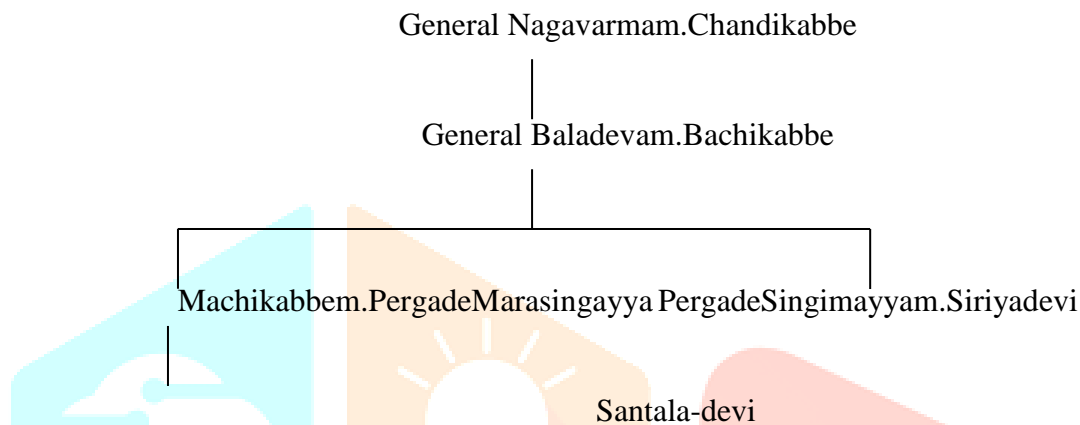 General Nagavarmam.Chandikabbe
General Baladevam.Bachikabbe
Machikabbem.PergadeMarasingayya PergadeSingimayyam.Siriyadevi
Santala-devi